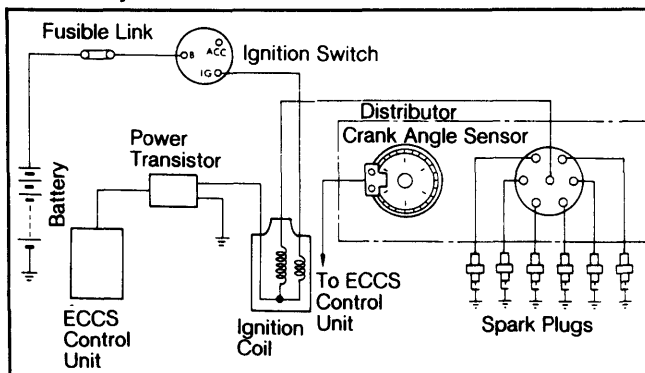 Fusible Link
B
ACC
IG
Ignition Switch
Distributor
Crank Angle Sensor
Power
Transistor
Battery
To ECCS
Control
Unit
ECCS
Control
Unit
Ignition
Coil
Spark Plugs